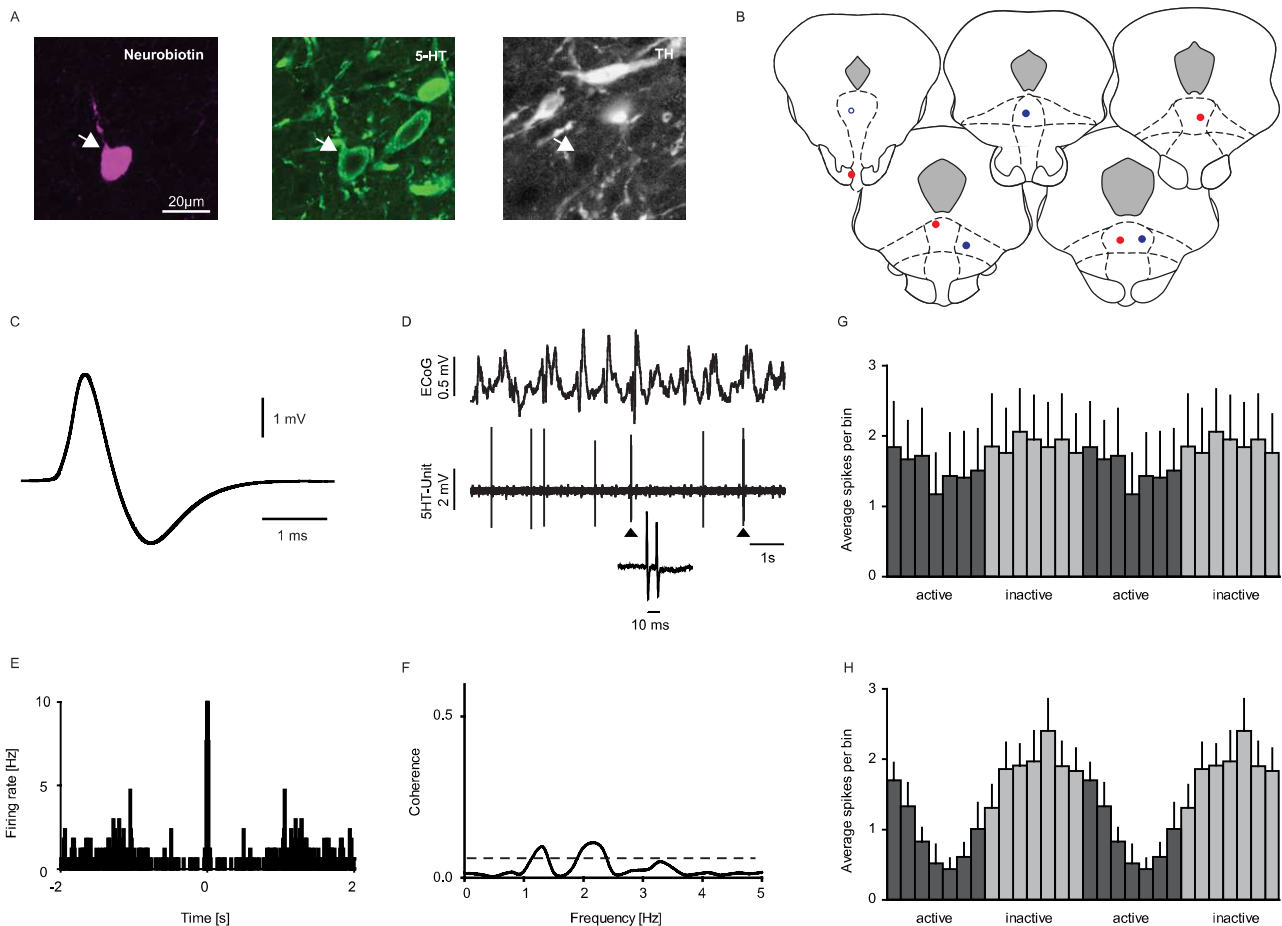 A
Neurobiotin
20µm
5-HT
TH
B
C
1 mV
1 ms
D
ECoG
0.5 mV
5HT-Unit
2 mV
1s
10 ms
G
Average spikes per bin
3
2
1
0
active inactive active inactive
E
Firing rate [Hz]
10
5
0
-2 0 2
Time [s]
F
Coherence
0.5
0.0
0 1 2 3 4 5
Frequency [Hz]
H
Average spikes per bin
3
2
1
0
active inactive active inactive